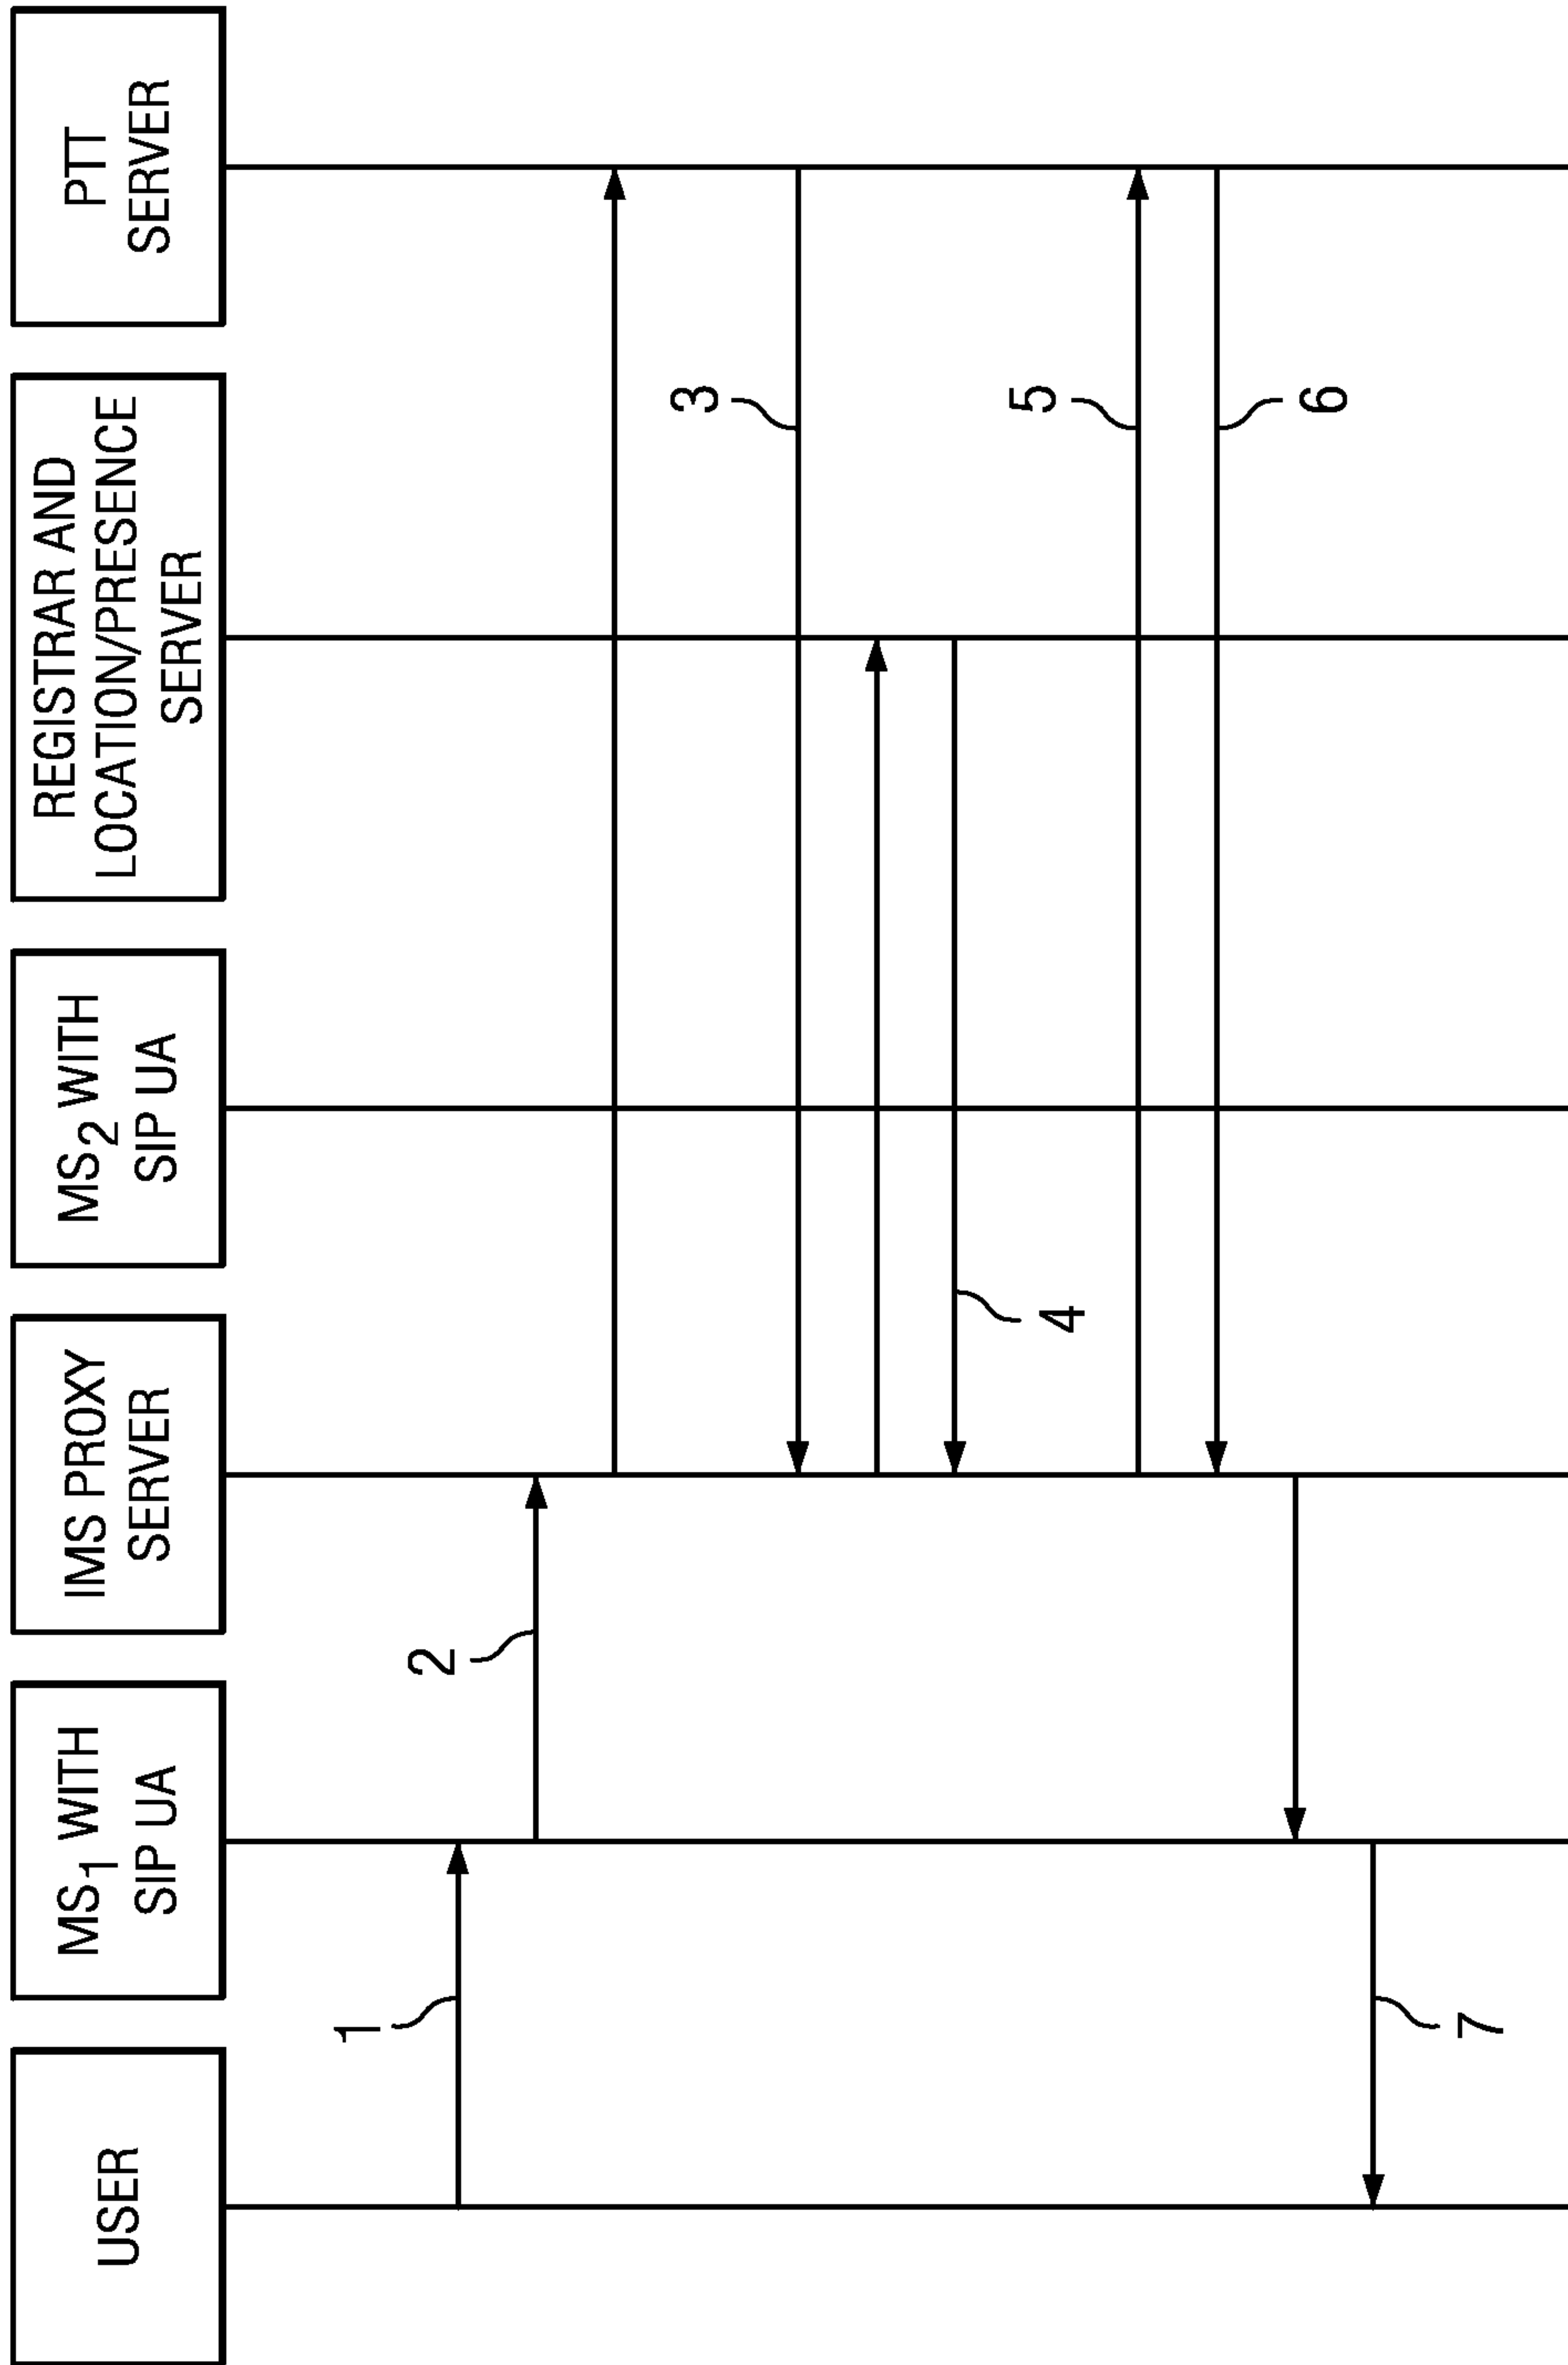 USER
MS1 WITH
SIP UA
IMS PROXY
SERVER
MS2 WITH
SIP UA
REGISTRAR AND
LOCATION/PRESENCE
SERVER
PTT
SERVER
1
2
3
4
5
6
7